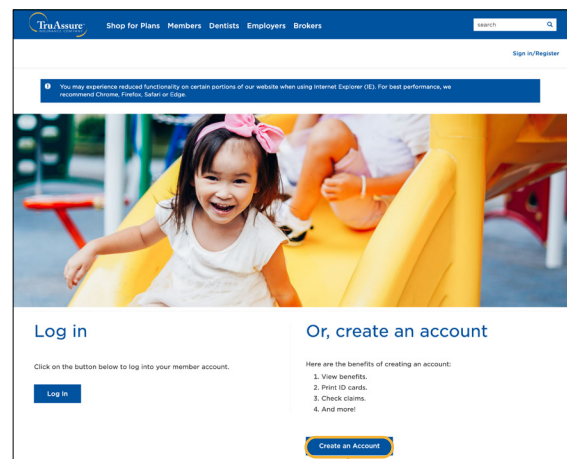 TruAssure
INSURANCE COMPANY
Shop for Plans Members Dentists Employers Brokers
search
Sign in/Register
You may experience reduced functionality on certain portions of our website when using Internet Explorer (IE). For best performance, we
recommend Chrome, Firefox, Safari or Edge.
Log in
Click on the button below to log into your member account.
Log In
Or, create an account
Here are the benefits of creating an account:
1. View benefits.
2. Print ID cards.
3. Check claims.
4. And more!
Create an Account